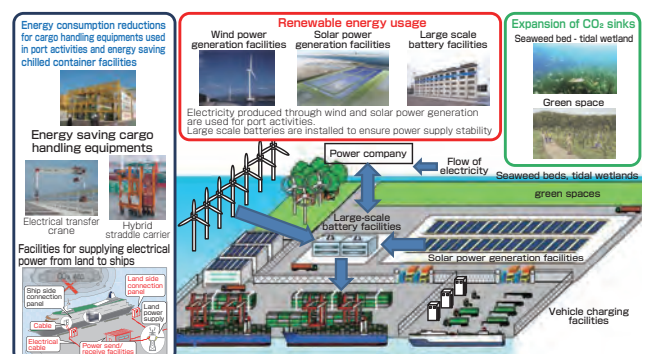 Energy consumption reductions
for cargo handling equipments used
in port activities and energy saving
chilled container facilities
Energy saving cargo
handling equipments
Electrical transfer
crane
Hybrid
straddle carrier
Facilities for supplying electrical
power from land to ships
Ship side
connection
panel
Land side
connection
panel
Land
power
supply
Cable
Electrical
cable
Power send/
receive facilities
Renewable energy usage
Wind power
generation facilities
Solar power
generation facilities
Large scale
battery facilities
Electricity produced through wind and solar power generation
are used for port activities.
Large scale batteries are installed to ensure power supply stability
Expansion of CO₂ sinks
Seaweed bed - tidal wetland
Green space
Power company
Flow of
electricity
Seaweed beds, tidal wetlands
green spaces
Large-scale
battery facilities
Solar power generation facilities
Vehicle charging
facilities